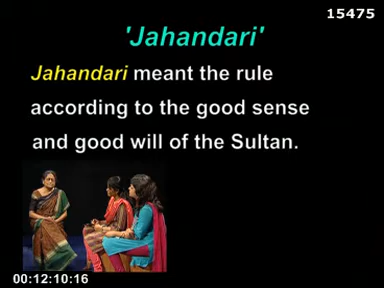 15475
'Jahandari'
Jahandari meant the rule
according to the good sense
and good will of the Sultan.
00:12:10:16